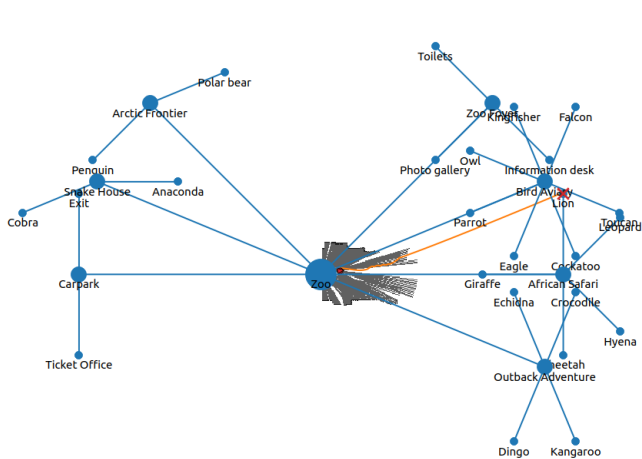 Toilets
Polar bear
Arctic Frontier
Zoo Foyer
Kingfisher
Falcon
Owl
Penguin
Photo gallery
Information desk
Snake House
Anaconda
Bird Aviary
Exit
Lion
Cobra
Parrot
Toucan
Leopard
Eagle
Cockatoo
Carpark
Zoo
Giraffe
African Safari
Echidna
Crocodile
Hyena
Ticket Office
Cheetah
Outback Adventure
Dingo
Kangaroo